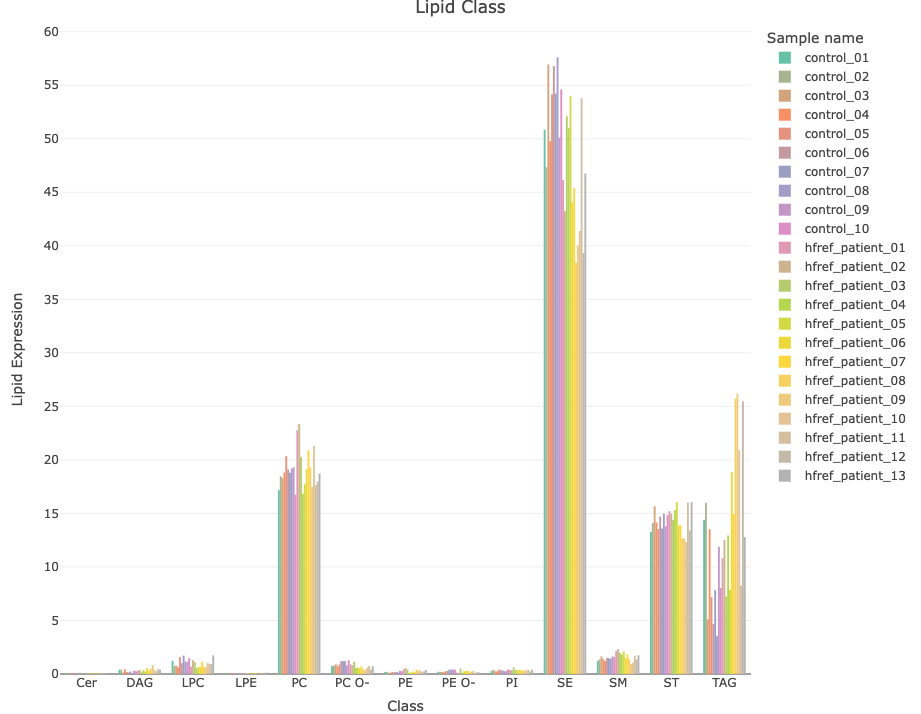 Lipid Class
Lipid Expression
60
55
50
45
40
35
30
25
20
15
10
5
0
Cer DAG LPC LPE PC PC O- PE PE O- PI SE SM ST TAG
Class
Sample name
control_01
control_02
control_03
control_04
control_05
control_06
control_07
control_08
control_09
control_10
hfref_patient_01
hfref_patient_02
hfref_patient_03
hfref_patient_04
hfref_patient_05
hfref_patient_06
hfref_patient_07
hfref_patient_08
hfref_patient_09
hfref_patient_10
hfref_patient_11
hfref_patient_12
hfref_patient_13